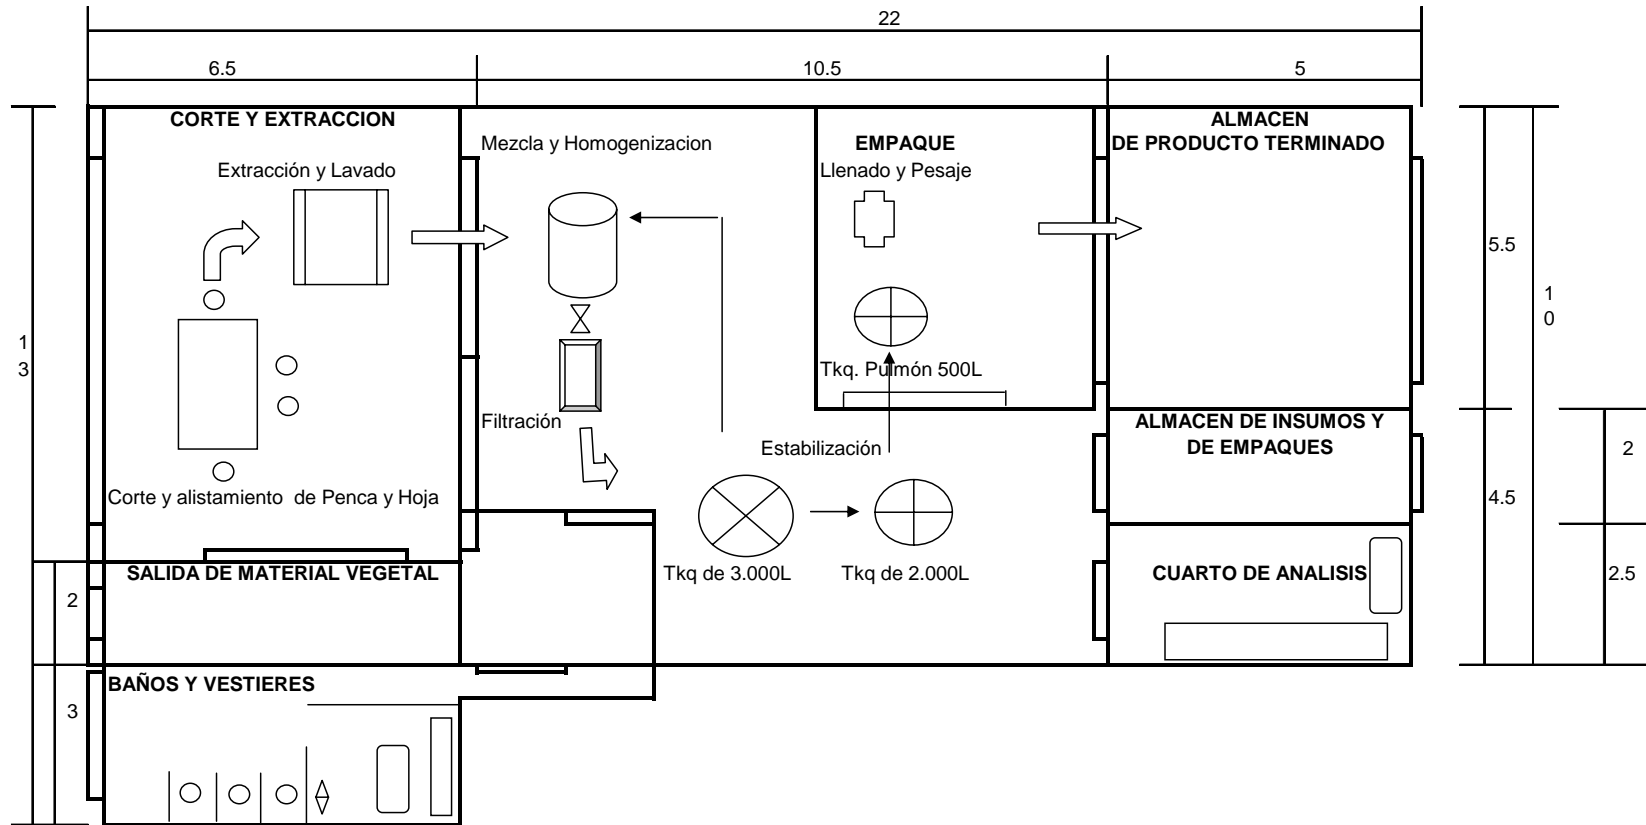 22
6.5
10.5
5
CORTE Y EXTRACCION
Mezcla y Homogenizacion
EMPAQUE
Llenado y Pesaje
ALMACEN
DE PRODUCTO TERMINADO
Extracción y Lavado
5.5
1
0
1
3
Tkq. Pulmón 500L
Filtración
Estabilización
ALMACEN DE INSUMOS Y
DE EMPAQUES
2
4.5
Corte y alistamiento de Penca y Hoja
SALIDA DE MATERIAL VEGETAL
Tkq de 3.000L
Tkq de 2.000L
CUARTO DE ANALISIS
2.5
2
BAÑOS Y VESTIERES
3